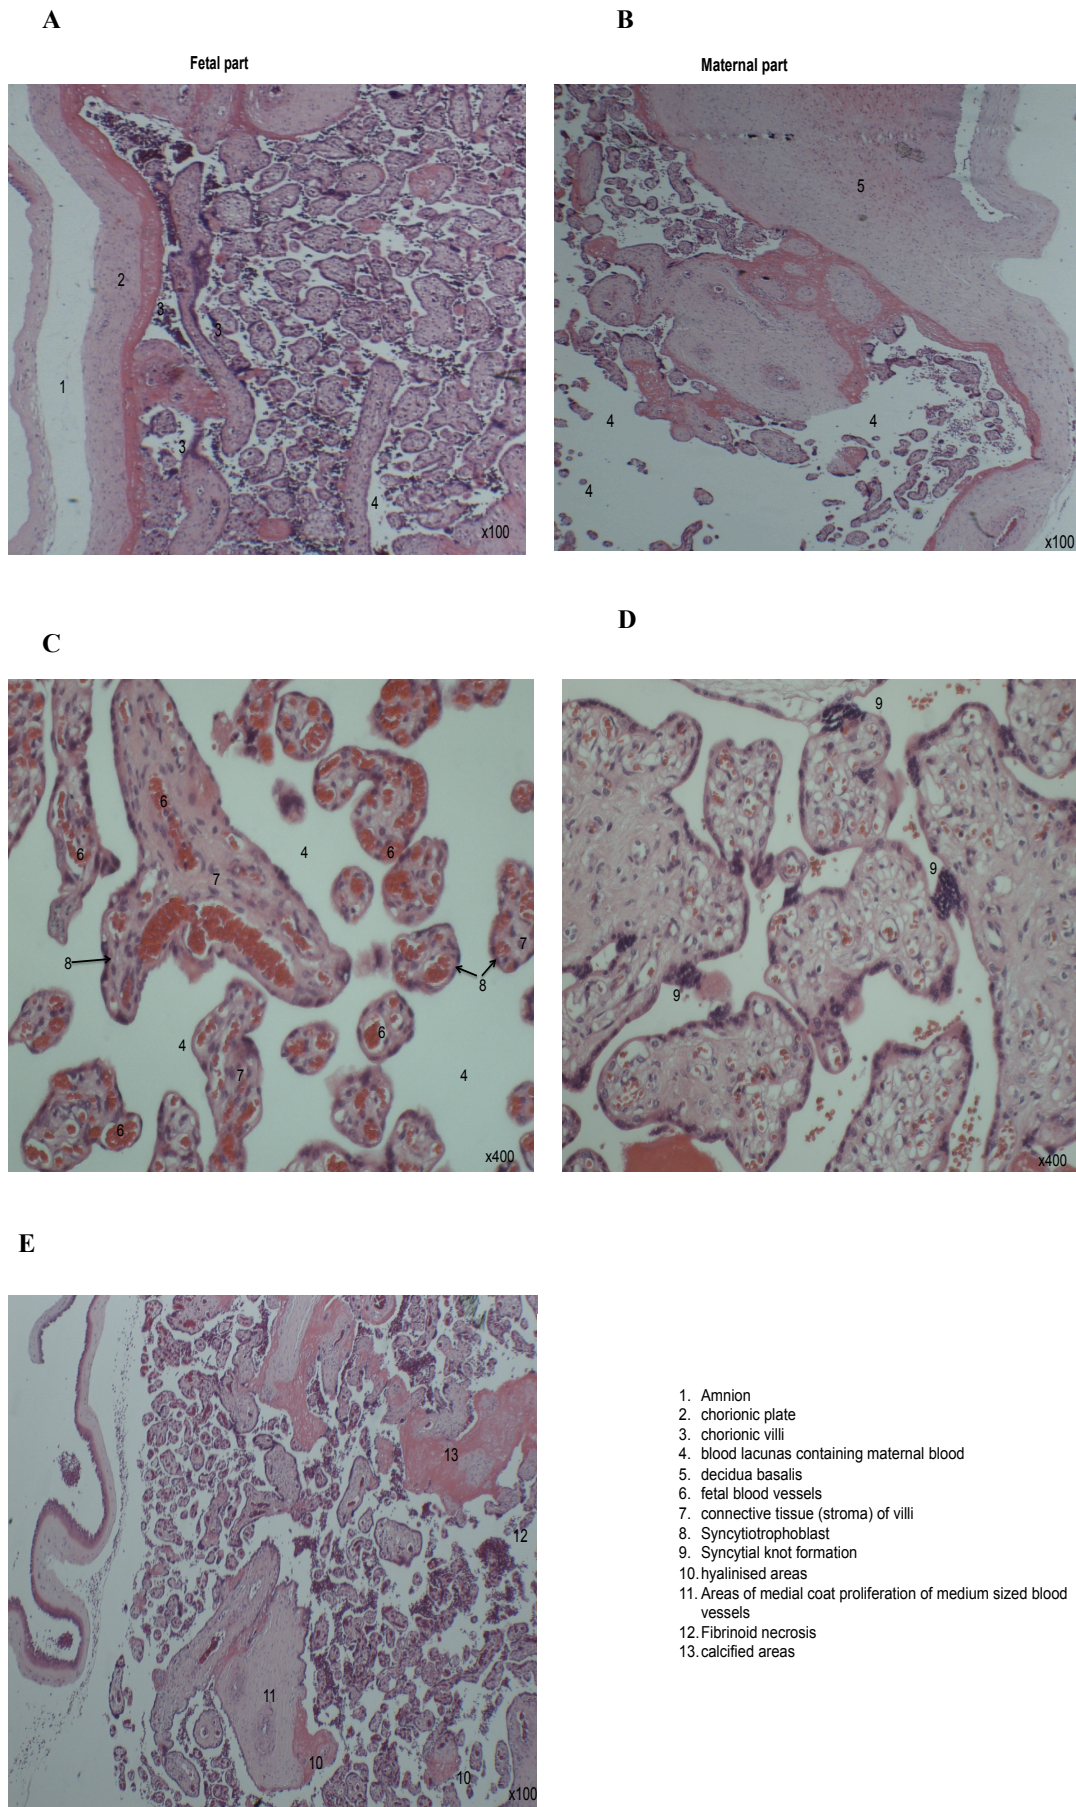 A
B
Fetal part
Maternal part
1
2
3
3
3
4
x100
5
4
4
4
x100
C
D
6
6
4
6
7
7
8
8
4
7
6
4
6
x400
9
9
9
x400
E
13
12
11
10
10
x100
1. Amnion
2. chorionic plate
3. chorionic villi
4. blood lacunas containing maternal blood
5. decidua basalis
6. fetal blood vessels
7. connective tissue (stroma) of villi
8. Syncytiotrophoblast
9. Syncytial knot formation
10. hyalinised areas
11. Areas of medial coat proliferation of medium sized blood
vessels
12. Fibrinoid necrosis
13. calcified areas